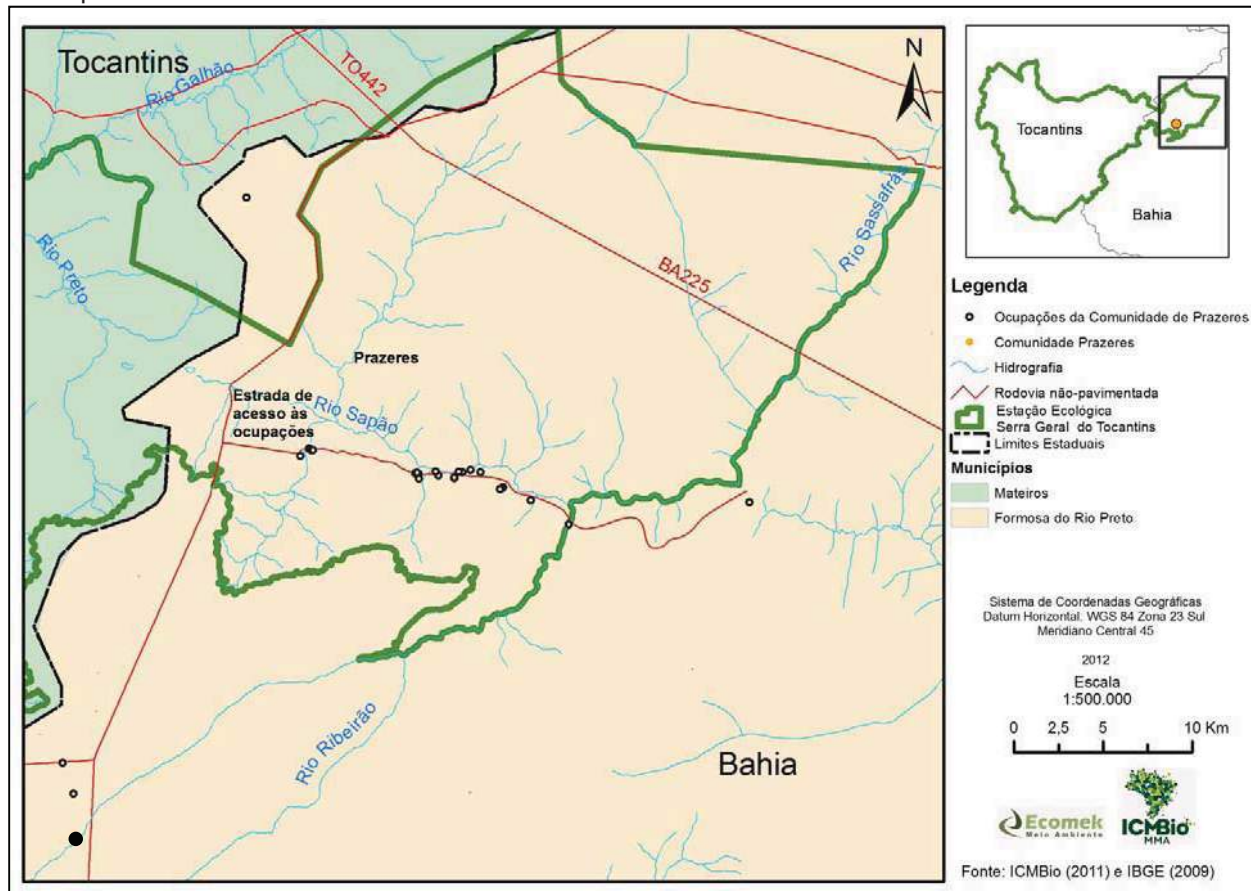 Tocantins
Rio Galhão
TO442
N
Rio Preto
Rio Sassafrás
BA225
Prazeres
Estrada de
acesso às
ocupações
Rio Sapão
Rio Ribeirão
Bahia
Tocantins
Bahia
Legenda
Ocupações da Comunidade de Prazeres
Comunidade Prazeres
Hidrografia
Rodovia não-pavimentada
Estação Ecológica
Serra Geral do Tocantins
Limites Estaduais
Municípios
Mateiros
Formosa do Rio Preto
Sistema de Coordenadas Geográficas
Datum Horizontal: WGS 84 Zona 23 Sul
Meridiano Central 45
2012
Escala
1:500.000
0 2,5 5 10 Km
Ecomek
Meio Ambiente
ICMBio
MMA
Fonte: ICMBio (2011) e IBGE (2009)